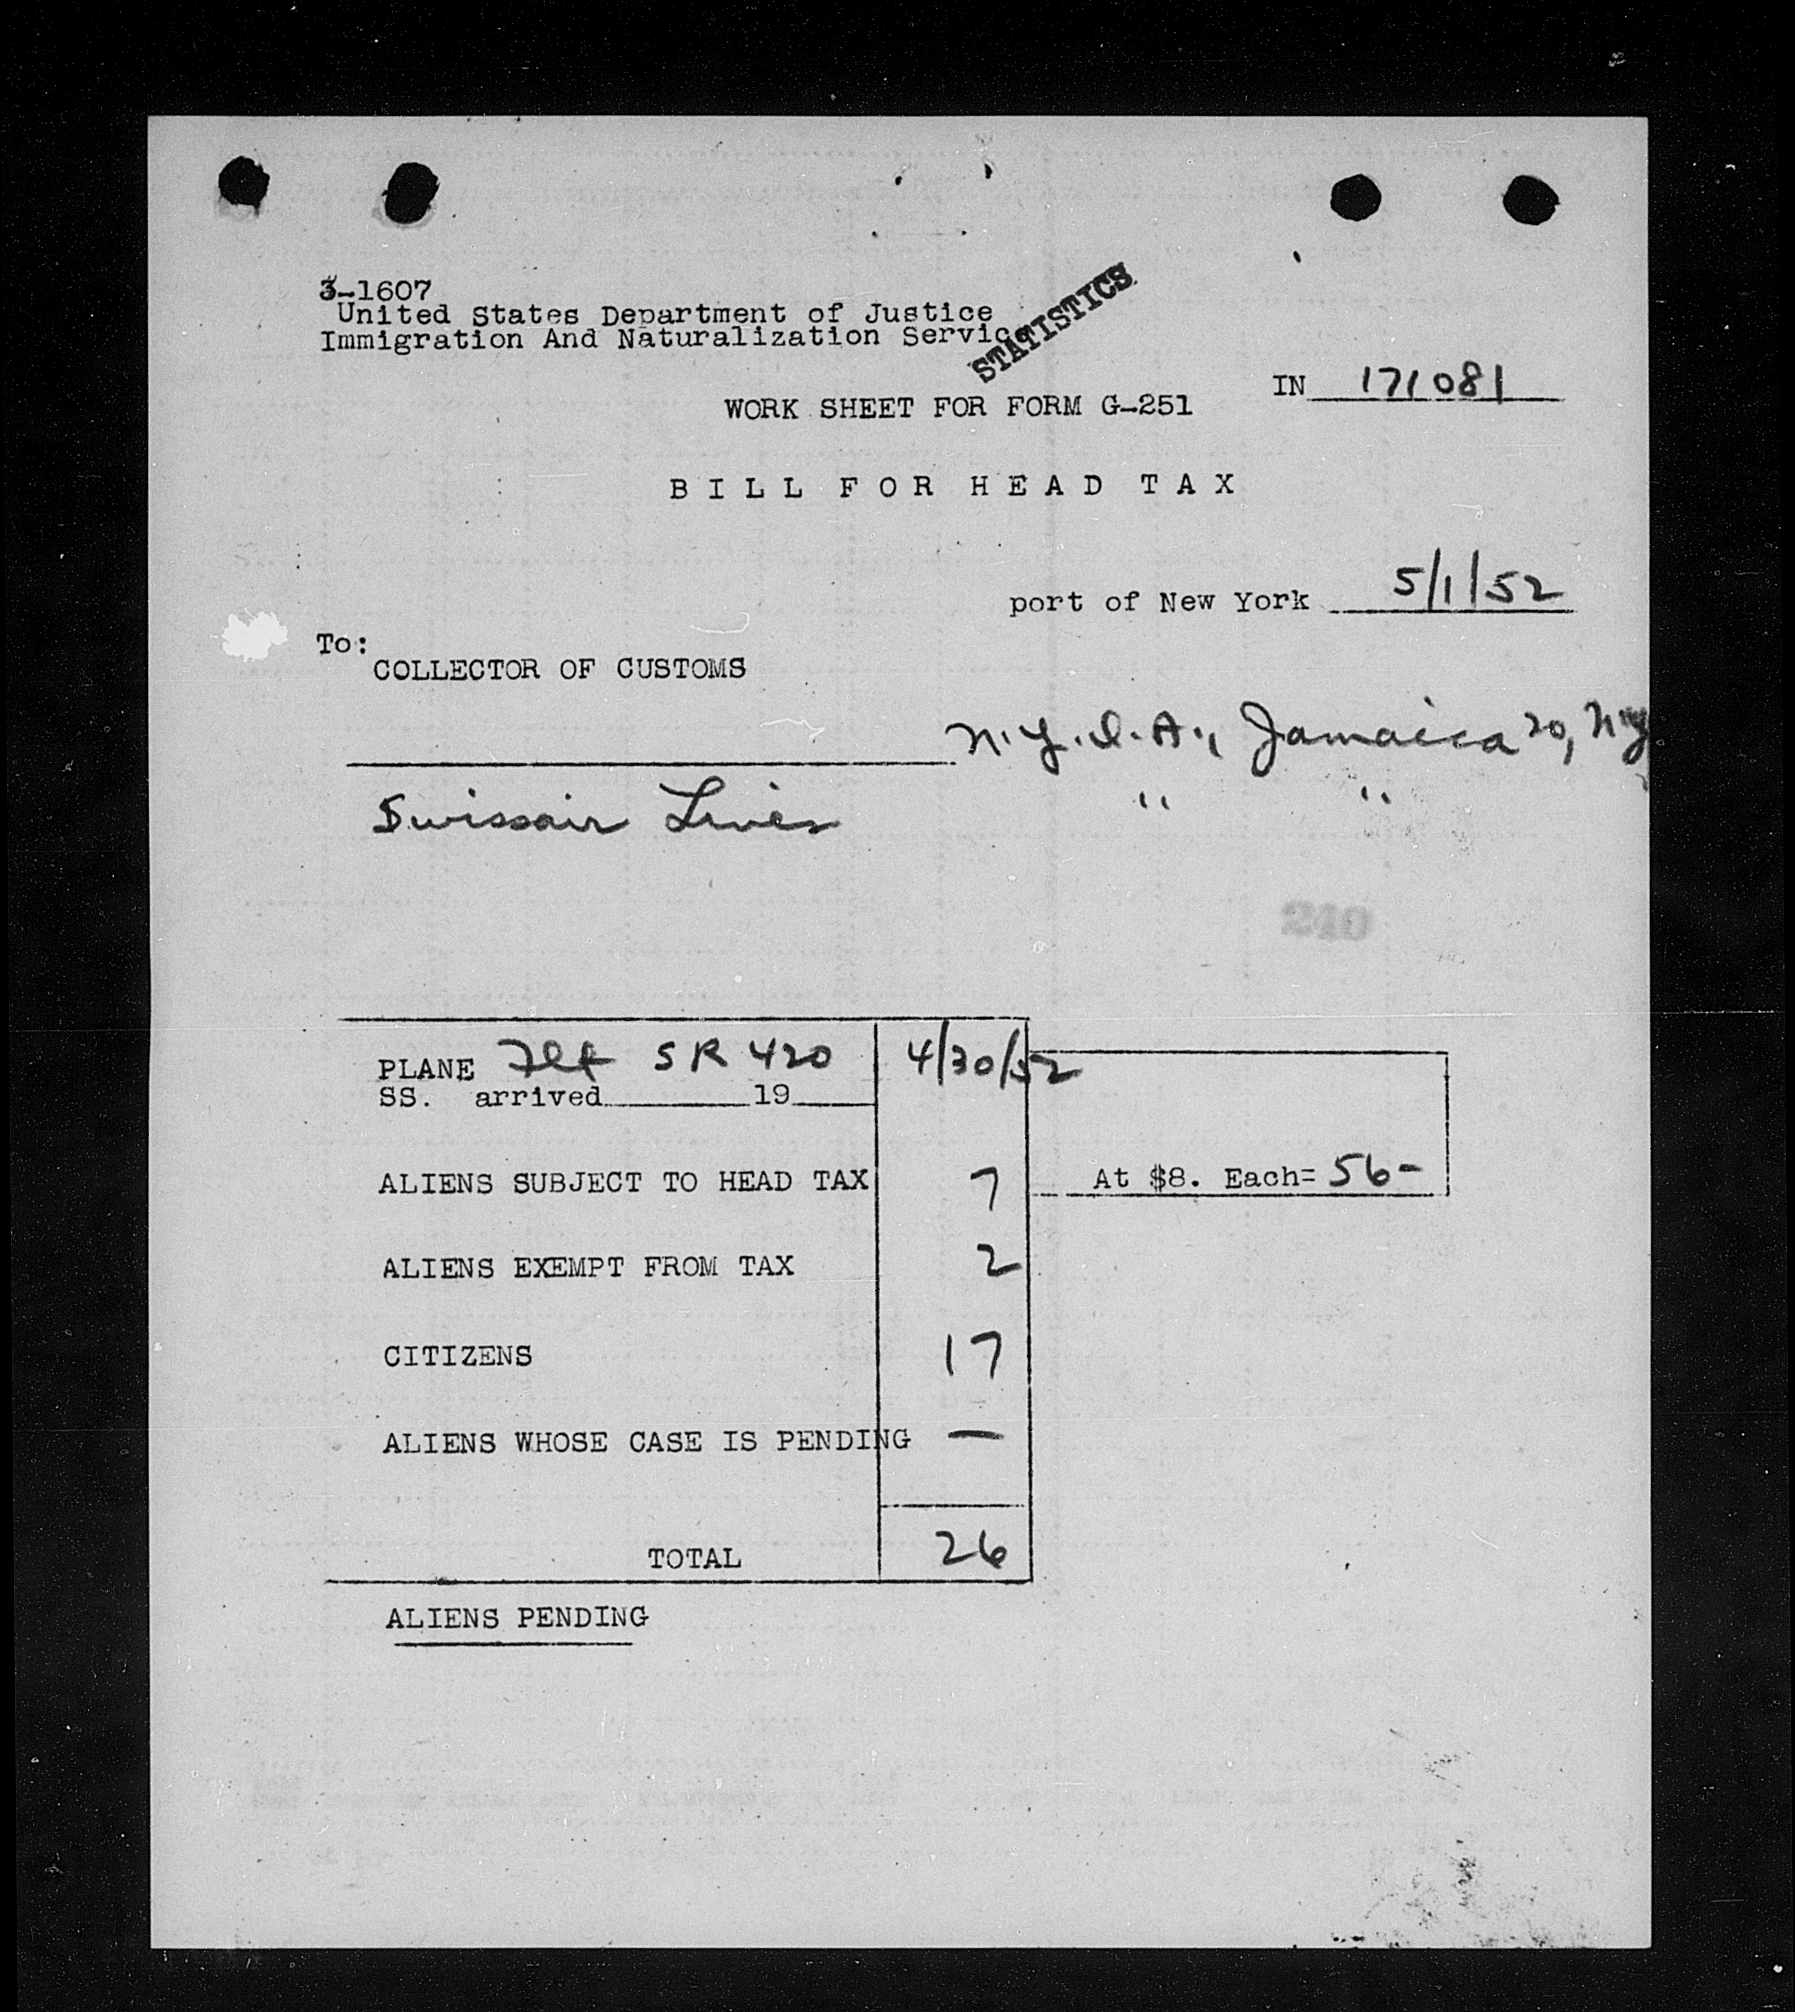 3-1607
United States Department of Justice
Immigration And Naturalization Service
STATISTICS
IN 171081
WORK SHEET FOR FORM G-251
BILL FOR HEAD TAX
port of New York 5/1/52
To:
COLLECTOR OF CUSTOMS
N.Y.I.A., Jamaica 20, N.Y
Swissair Lines " "
240
PLANE Flt SR 420 4/30/52
SS. arrived 19
ALIENS SUBJECT TO HEAD TAX 7 At $8. Each= 56-
ALIENS EXEMPT FROM TAX 2
CITIZENS 17
ALIENS WHOSE CASE IS PENDING —
TOTAL 26
ALIENS PENDING